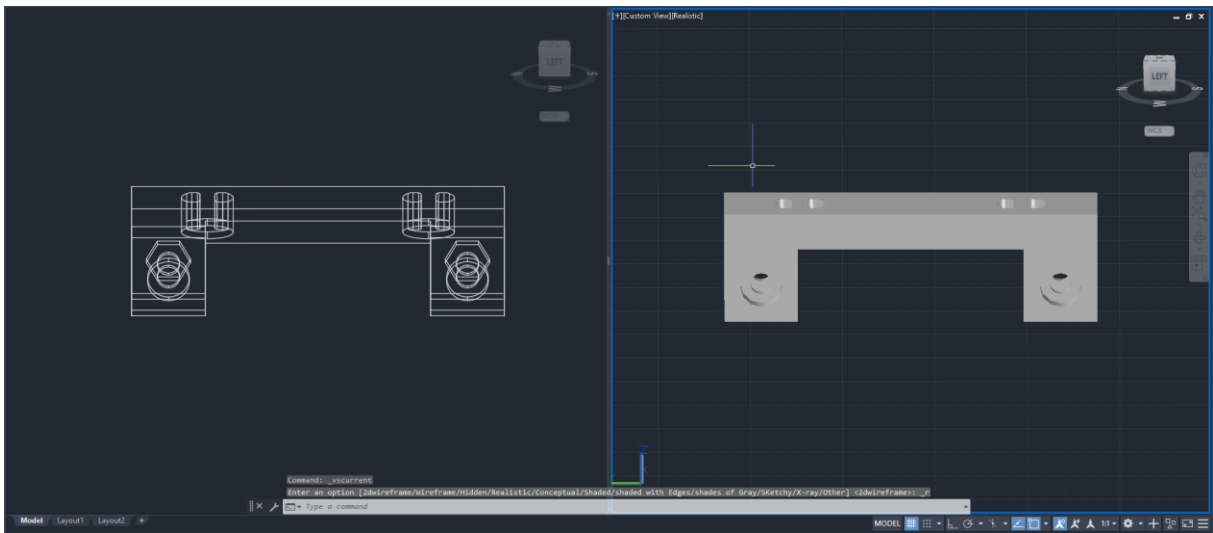 [+][Custom View][Realistic]
LEFT
W
WCS
LEFT
S
W
WCS
Z
X
Command: _vscurrent
Enter an option [2dwireframe/Wireframe/Hidden/Realistic/Conceptual/Shaded/shaded with Edges/shades of Gray/SKetchy/X-ray/Other] <2dwireframe>: _r
Type a command
Model Layout1 Layout2 +
MODEL 1:1